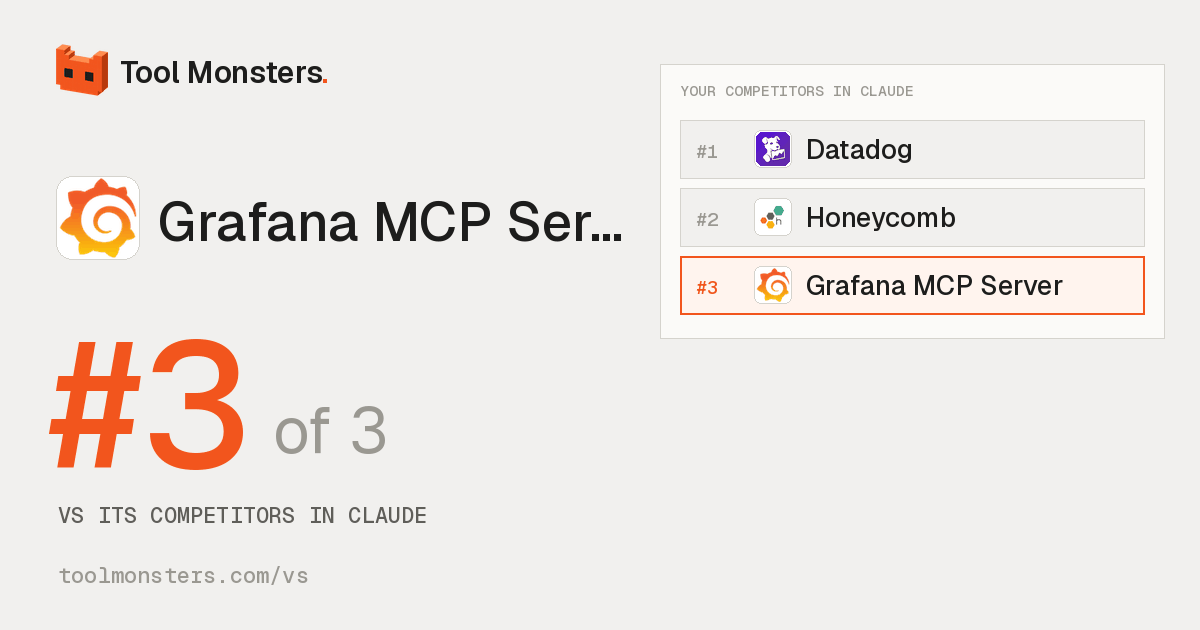 Tool Monsters.
Grafana MCP Ser...
#3 of 3
VS ITS COMPETITORS IN CLAUDE
toolmonsters.com/vs
YOUR COMPETITORS IN CLAUDE
#1 Datadog
#2 h Honeycomb
#3 Grafana MCP Server